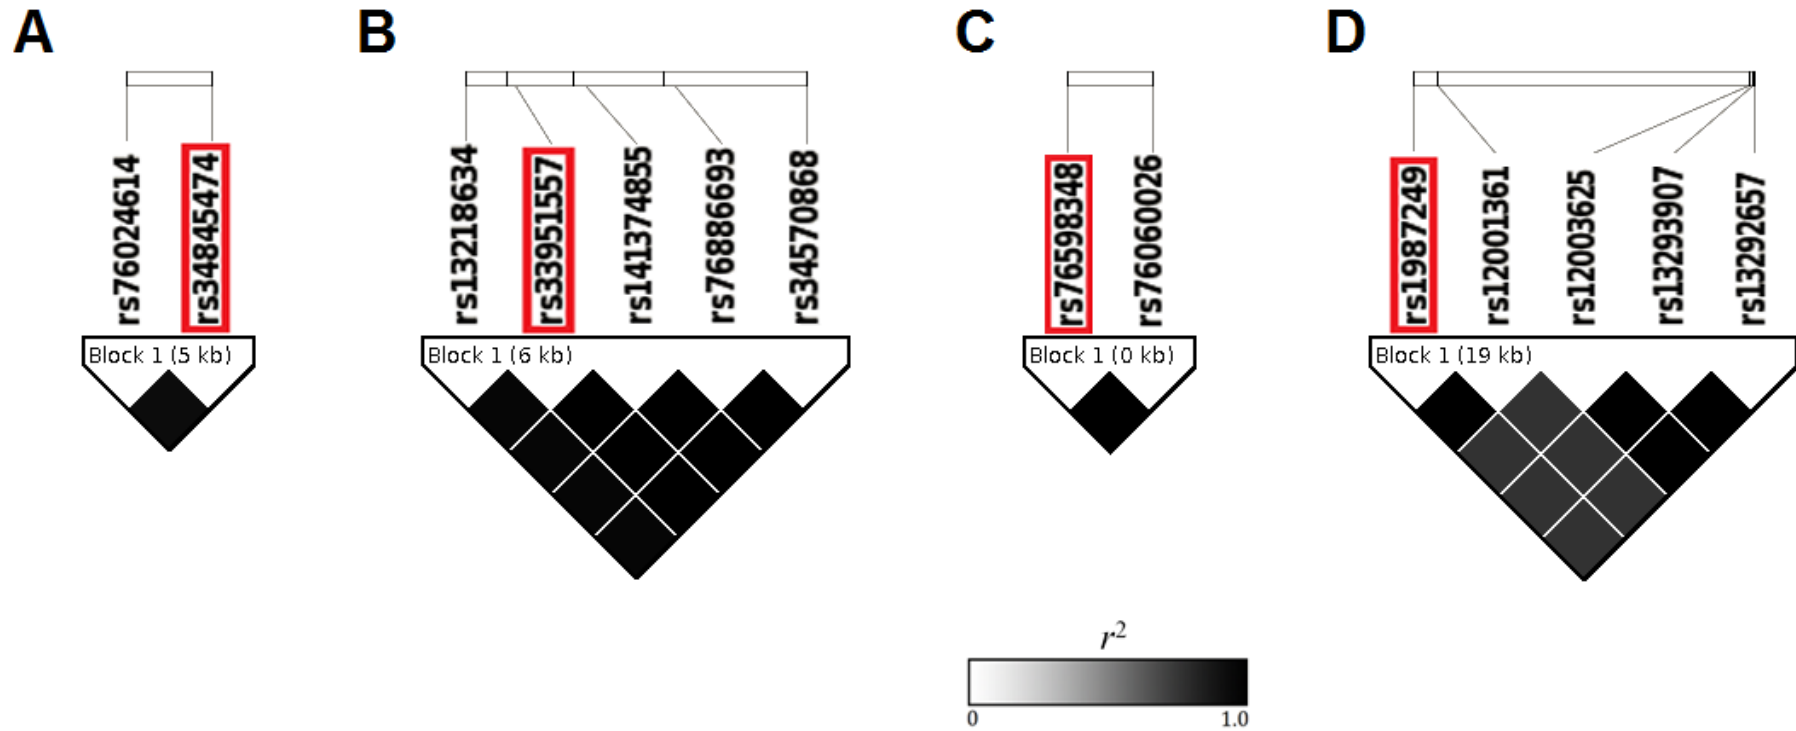 A
B
C
D
rs76024614
rs34845474
rs13218634
rs33951557
rs141374855
rs76886693
rs34570868
rs76598348
rs76060026
rs1987249
rs12001361
rs12003625
rs13293907
rs13292657
Block 1 (5 kb)
Block 1 (6 kb)
Block 1 (0 kb)
Block 1 (19 kb)
r²
0
1.0